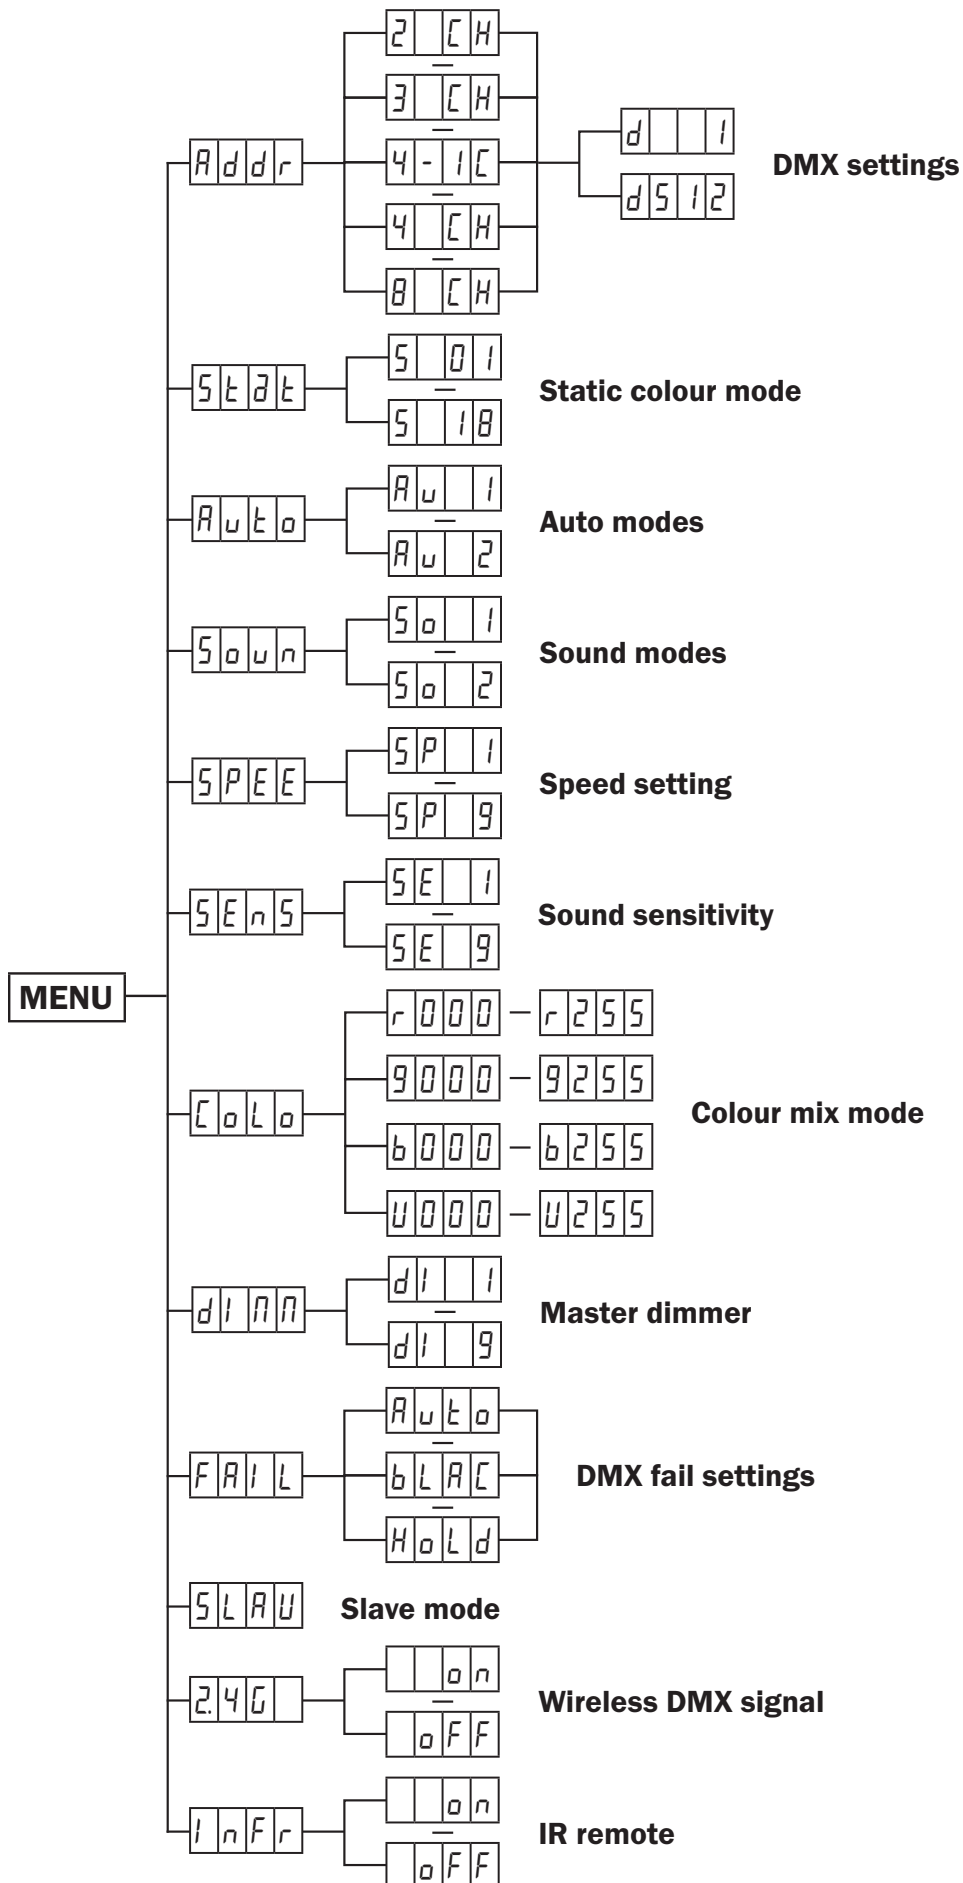 2 CH
3 CH
Addr 4-1C d 1 DMX settings
d512
4 CH
8 CH
S 01
Stat Static colour mode
S 18
Au 1
Auto Auto modes
Au 2
So 1
Soun Sound modes
So 2
SP 1
SPEE Speed setting
SP 9
SE 1
SEnS Sound sensitivity
SE 9
MENU
r000 – r255
g000 – g255
CoLo Colour mix mode
b000 – b255
U000 – U255
dI 1
dIMM Master dimmer
dI 9
Auto
FAIL bLAC DMX fail settings
HoLd
SLAU Slave mode
on
2.4G Wireless DMX signal
oFF
on
InFr IR remote
oFF